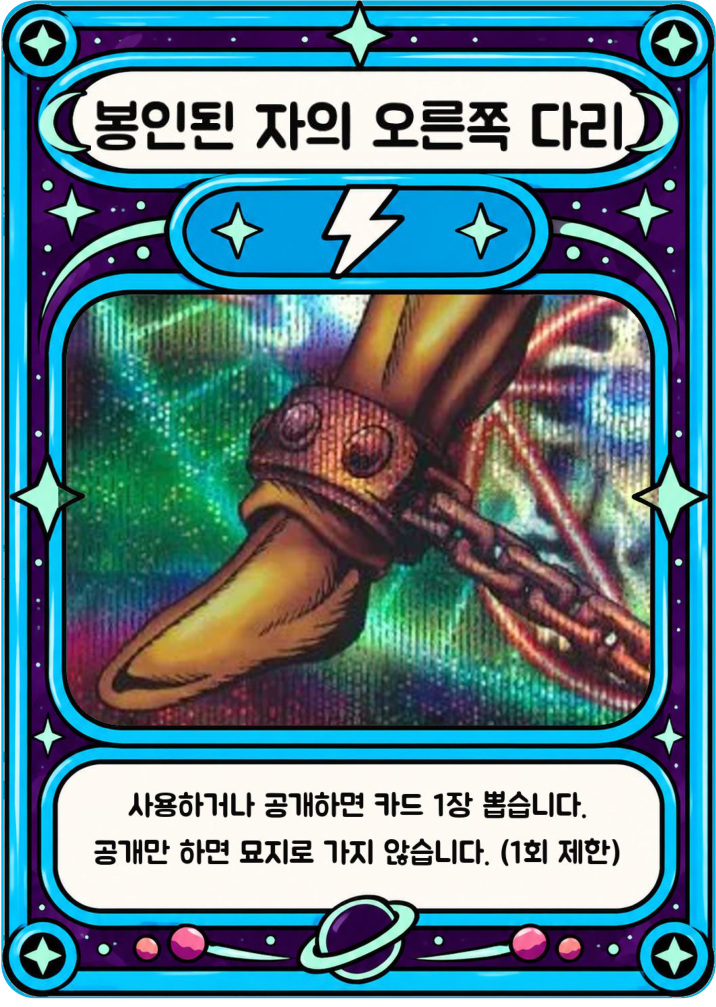 봉인된 자의 오른쪽 다리
사용하거나 공개하면 카드 1장 뽑습니다.
공개만 하면 묘지로 가지 않습니다. (1회 제한)